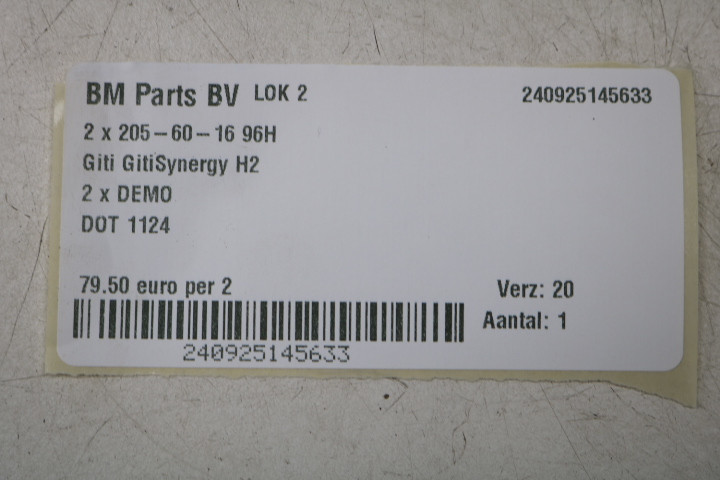 BM Parts BV LOK 2 240925145633
2 x 205-60-16 96H
Giti GitiSynergy H2
2 x DEMO
DOT 1124
79.50 euro per 2 Verz: 20
Aantal: 1
240925145633